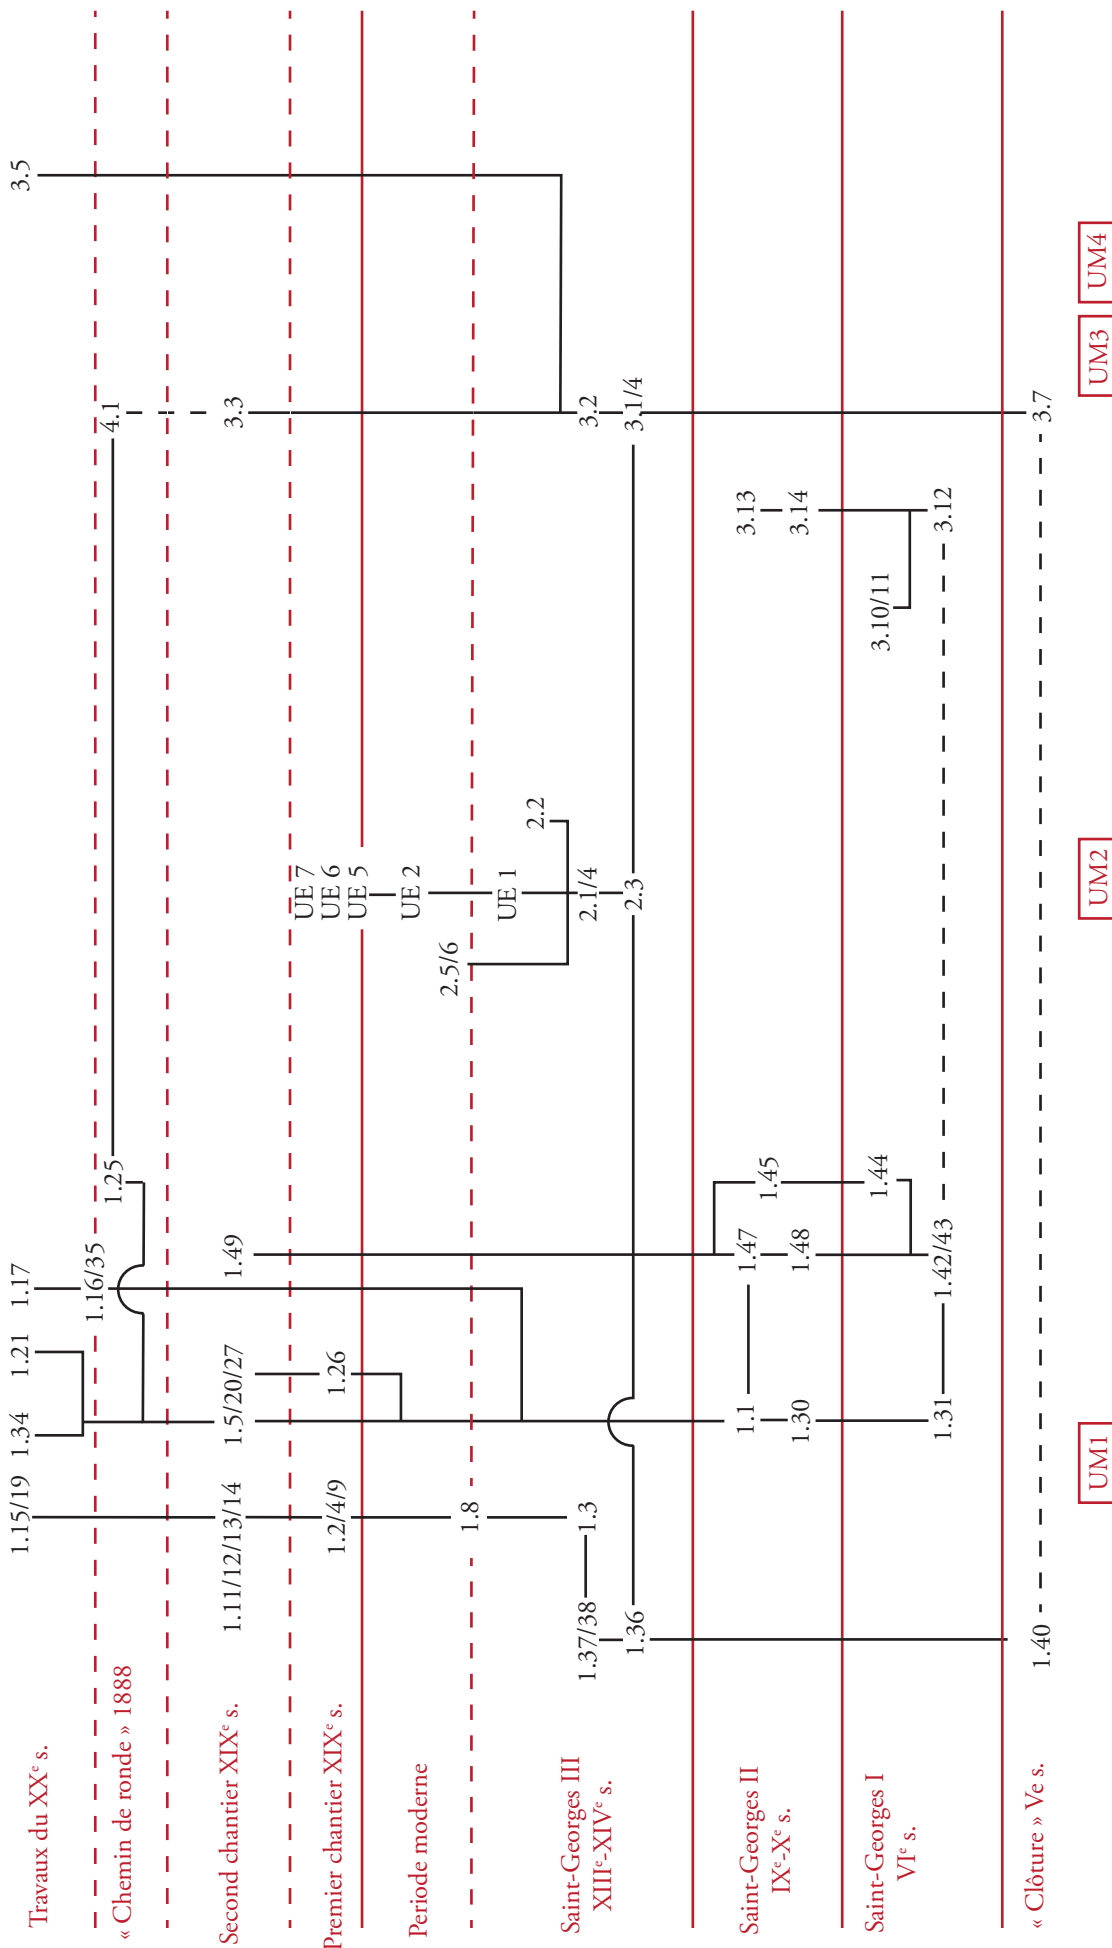 Travaux du XXe s.
1.15/19
1.34
1.21
1.17
3.5
« Chemin de ronde » 1888
1.16/35
1.25
4.1
Second chantier XIXe s.
1.11/12/13/14
1.5/20/27
1.49
3.3
Premier chantier XIXe s.
1.2/4/9
1.26
UE 7
UE 6
UE 5
Periode moderne
UE 2
1.8
2.5/6
UE 1
2.2
Saint-Georges III
XIIIe-XIVe s.
1.37/38
1.3
2.1/4
3.2
1.36
2.3
3.1/4
Saint-Georges II
IXe-Xe s.
1.1
1.47
1.45
3.13
1.30
1.48
3.14
Saint-Georges I
VIe s.
1.44
3.10/11
1.31
1.42/43
3.12
« Clôture » Ve s.
1.40
3.7
UM1
UM2
UM3
UM4